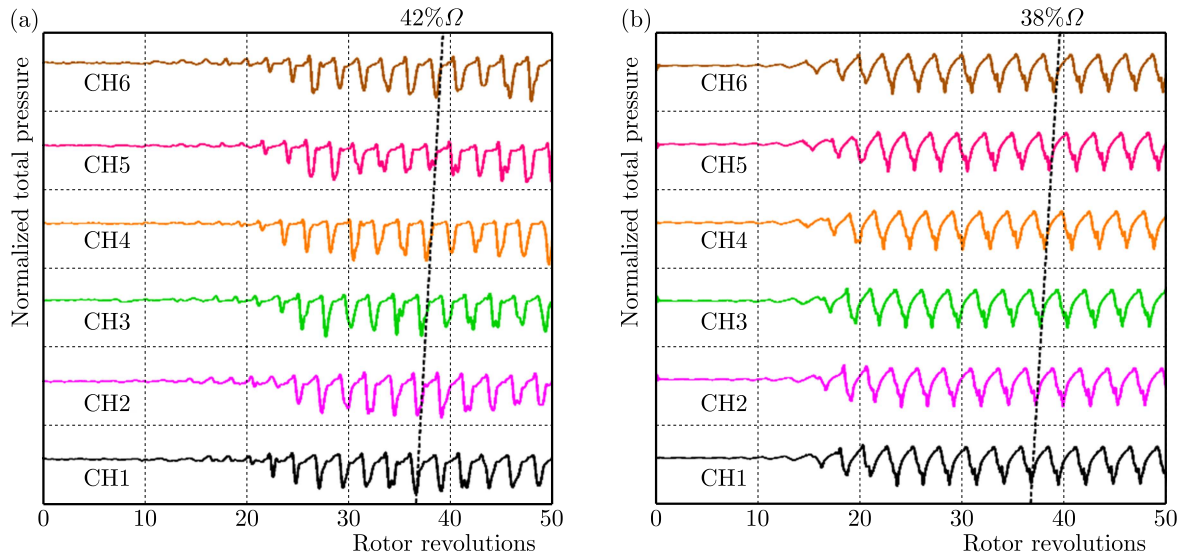 (a)
42%Ω
Normalized total pressure
CH6
CH5
CH4
CH3
CH2
CH1
0 10 20 30 40 50
Rotor revolutions
(b)
38%Ω
Normalized total pressure
CH6
CH5
CH4
CH3
CH2
CH1
0 10 20 30 40 50
Rotor revolutions